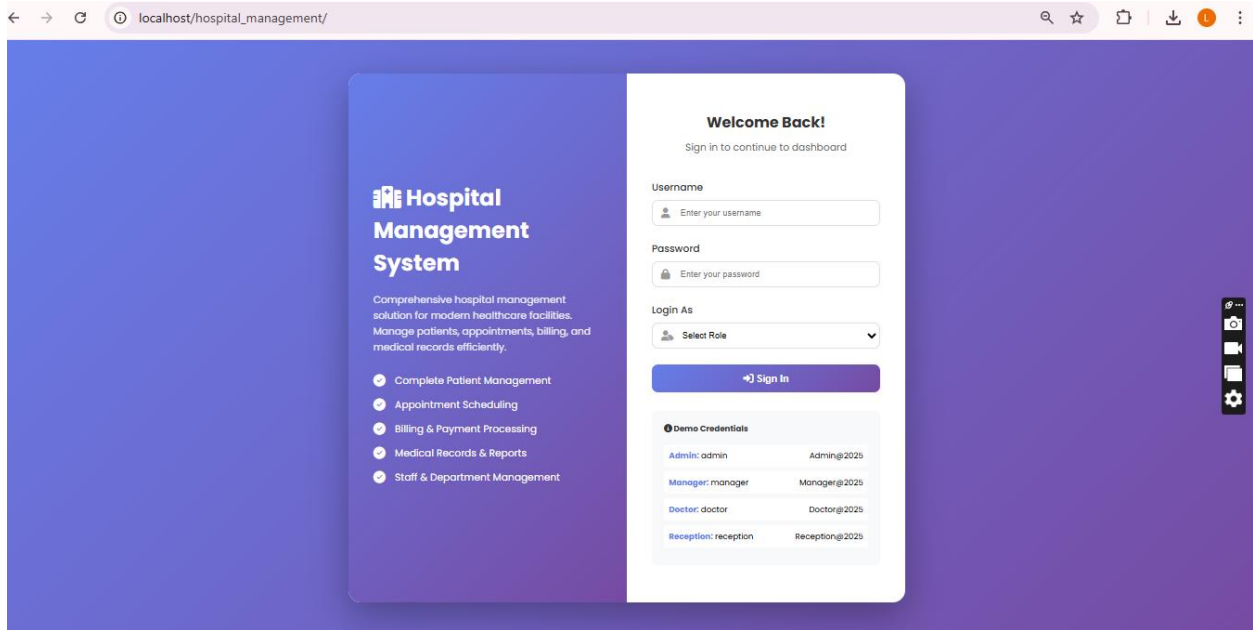 localhost/hospital_management/
L
Hospital
Management
System
Comprehensive hospital management
solution for modern healthcare facilities.
Manage patients, appointments, billing, and
medical records efficiently.
Complete Patient Management
Appointment Scheduling
Billing & Payment Processing
Medical Records & Reports
Staff & Department Management
Welcome Back!
Sign in to continue to dashboard
Username
Enter your username
Password
Enter your password
Login As
Select Role
Sign In
Demo Credentials
Admin: admin Admin@2025
Manager: manager Manager@2025
Doctor: doctor Doctor@2025
Reception: reception Reception@2025